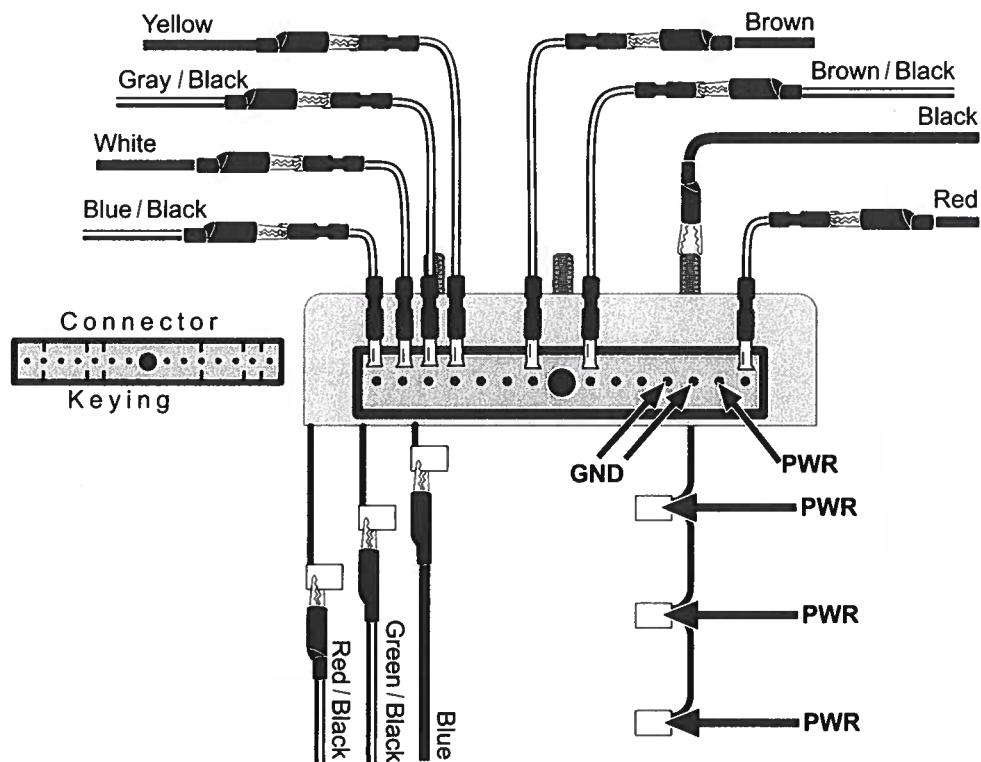 Yellow
Brown
Gray / Black
Brown / Black
Black
White
Blue / Black
Red
Connector
Keying
GND
PWR
PWR
PWR
PWR
Red / Black
Green / Black
Blue